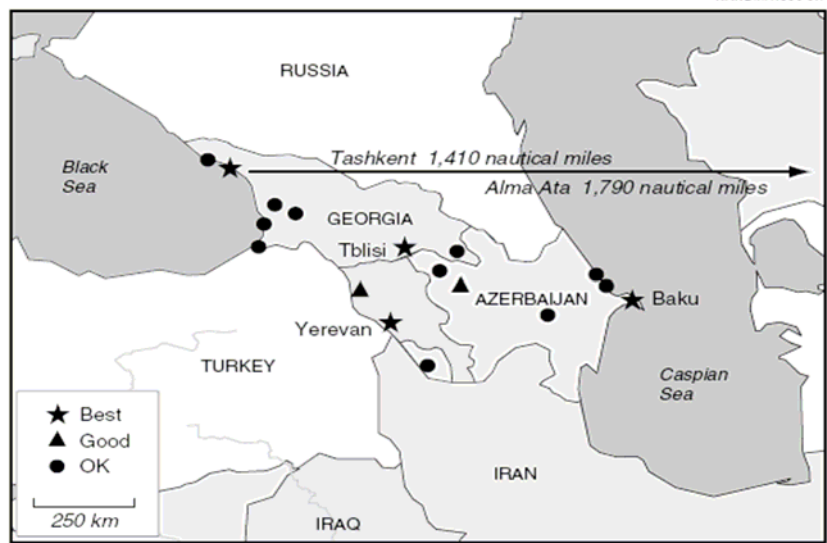 RUSSIA
Black
Sea
Tashkent 1,410 nautical miles
Alma Ata 1,790 nautical miles
GEORGIA
Tblisi
AZERBAIJAN
Baku
Yerevan
TURKEY
Caspian
Sea
Best
Good
OK
250 km
IRAN
IRAQ